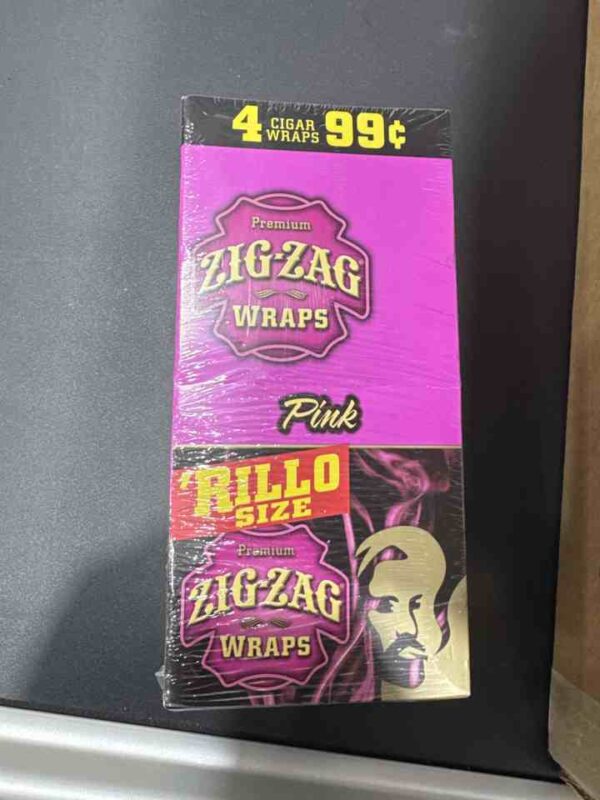 4 CIGAR WRAPS 99¢
Premium
ZIG-ZAG
WRAPS
Pink
'RILLO
SIZE
Premium
ZIG-ZAG
WRAPS